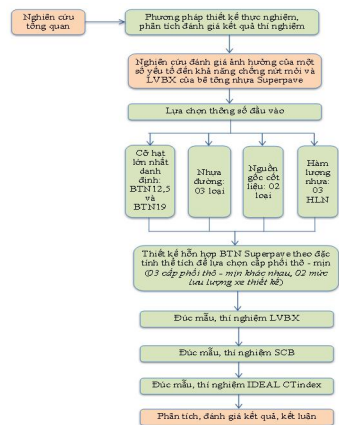 Nghiên cứu
tổng quan
Phương pháp thiết kế thực nghiệm,
phân tích đánh giá kết quả thí nghiệm
Nghiên cứu đánh giá ảnh hưởng của một
số yếu tố đến khả năng chống nứt mỏi và
LVBX của bê tông nhựa Superpave
Lựa chọn thông số đầu vào
Cỡ hạt
lớn nhất
danh
định:
BTN12,5
và
BTN19
Nhựa
đường:
03 loại
Nguồn
gốc cốt
liệu: 02
loại
Hàm
lượng
nhựa:
03
HLN
Thiết kế hỗn hợp BTN Superpave theo đặc
tính thể tích để lựa chọn cấp phối thô - mịn
(03 cấp phối thô - mịn khác nhau, 02 mức
lưu lượng xe thiết kế)
Đúc mẫu, thí nghiệm LVBX
Đúc mẫu, thí nghiệm SCB
Đúc mẫu, thí nghiệm IDEAL CTindex
Phân tích, đánh giá kết quả, kết luận